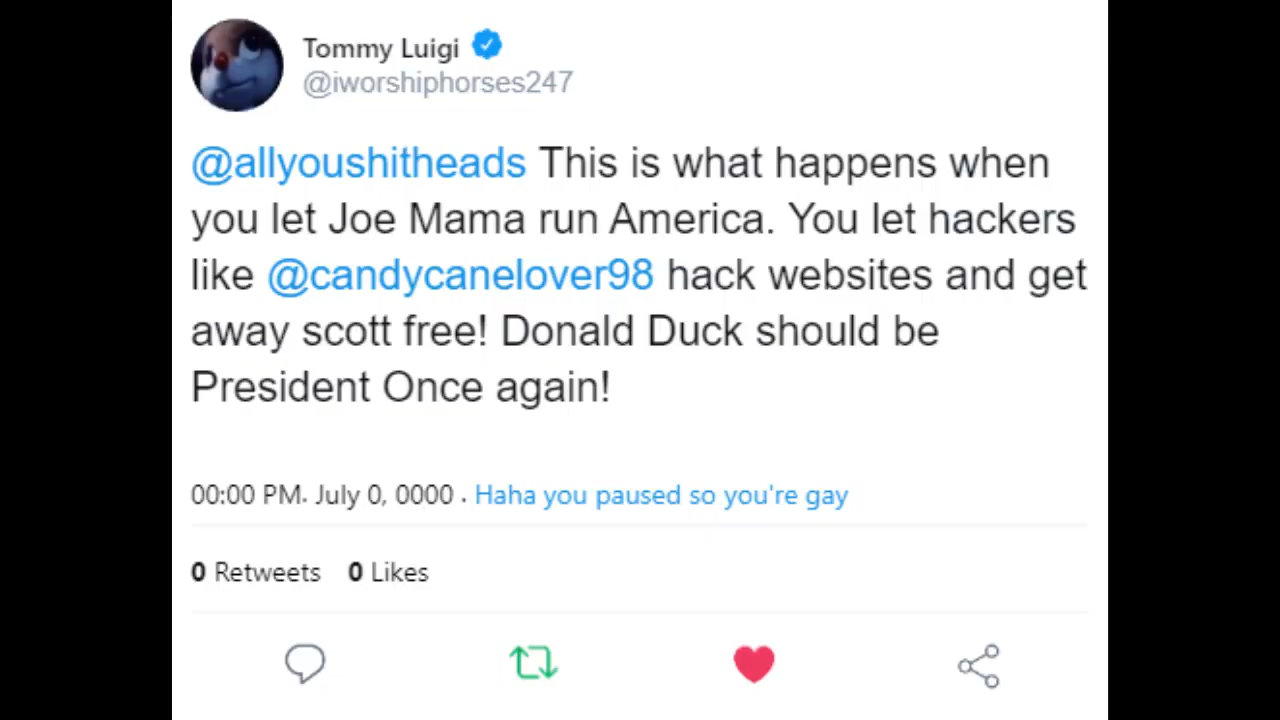 Tommy Luigi
@iworshiphorses247
@allyoushitheads This is what happens when
you let Joe Mama run America. You let hackers
like @candycanelover98 hack websites and get
away scott free! Donald Duck should be
President Once again!
00:00 PM. July 0, 0000 . Haha you paused so you're gay
0 Retweets 0 Likes